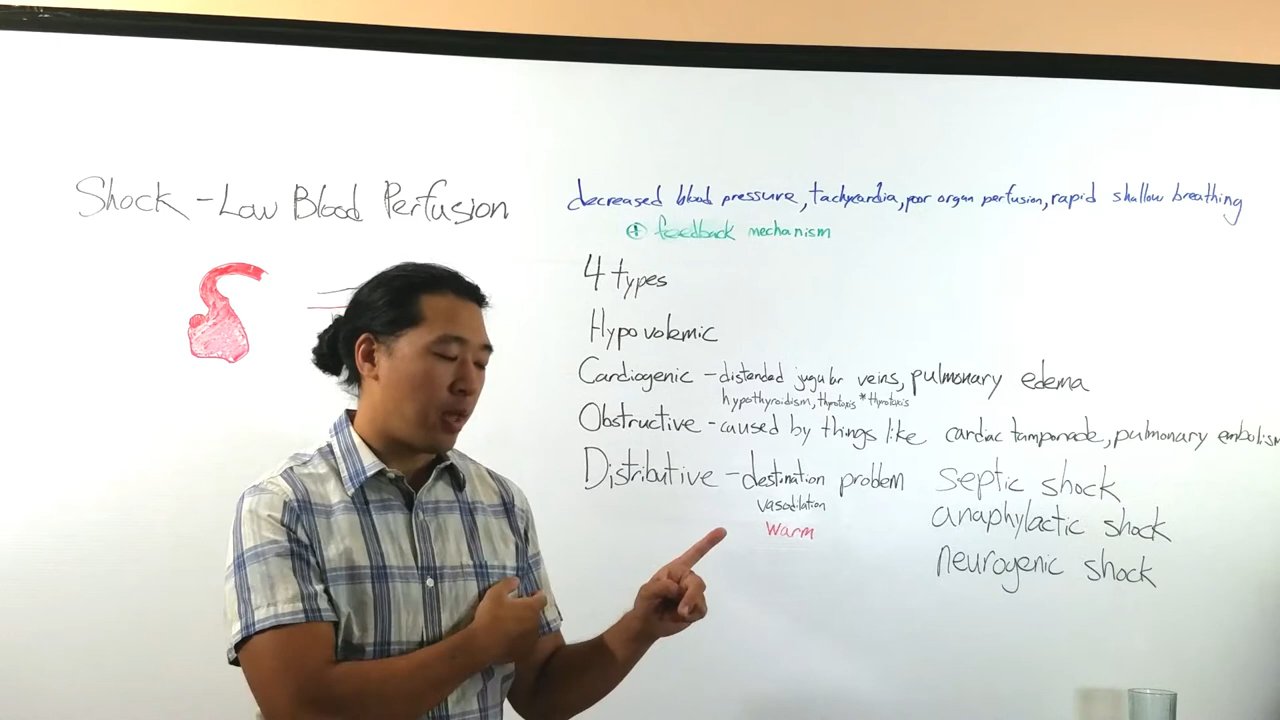 Shock - Low Blood Perfusion
decreased blood pressure, tachycardia, poor organ perfusion, rapid shallow breathing
⊕ feedback mechanism
4 types
Hypovolemic
Cardiogenic - distended jugular veins, pulmonary edema
hypothyroidism, thyrotoxis * thyrotoxis
Obstructive - caused by things like cardiac tamponade, pulmonary embolism
Distributive - destination problem
vasodilation
warm
septic shock
anaphylactic shock
neurogenic shock